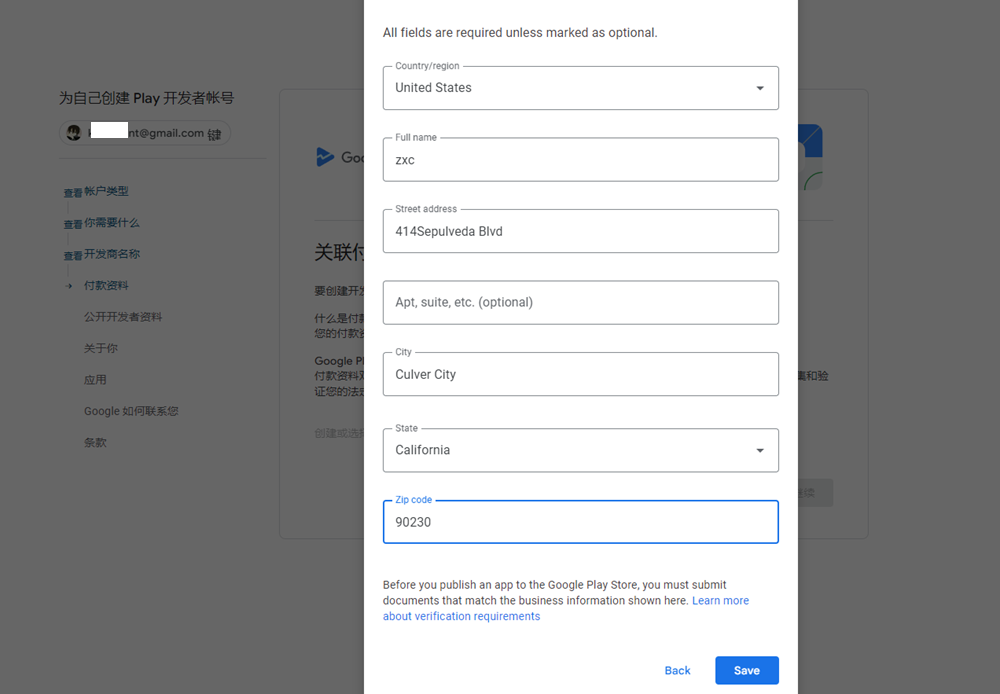 All fields are required unless marked as optional.
Country/region
United States
Full name
zxc
Street address
414Sepulveda Blvd
Apt, suite, etc. (optional)
City
Culver City
State
California
Zip code
90230
Before you publish an app to the Google Play Store, you must submit
documents that match the business information shown here. Learn more
about verification requirements
Back
Save
为自己创建 Play 开发者帐号
nt@gmail.com 键
查看 帐户类型
查看 你需要什么
查看 开发商名称
→ 付款资料
公开开发者资料
关于你
应用
Google 如何联系您
条款
Goo
关联付
要创建开发
什么是付款
您的付款资
Google Pl
付款资料对
和验
证您的法定
创建或选择
继续